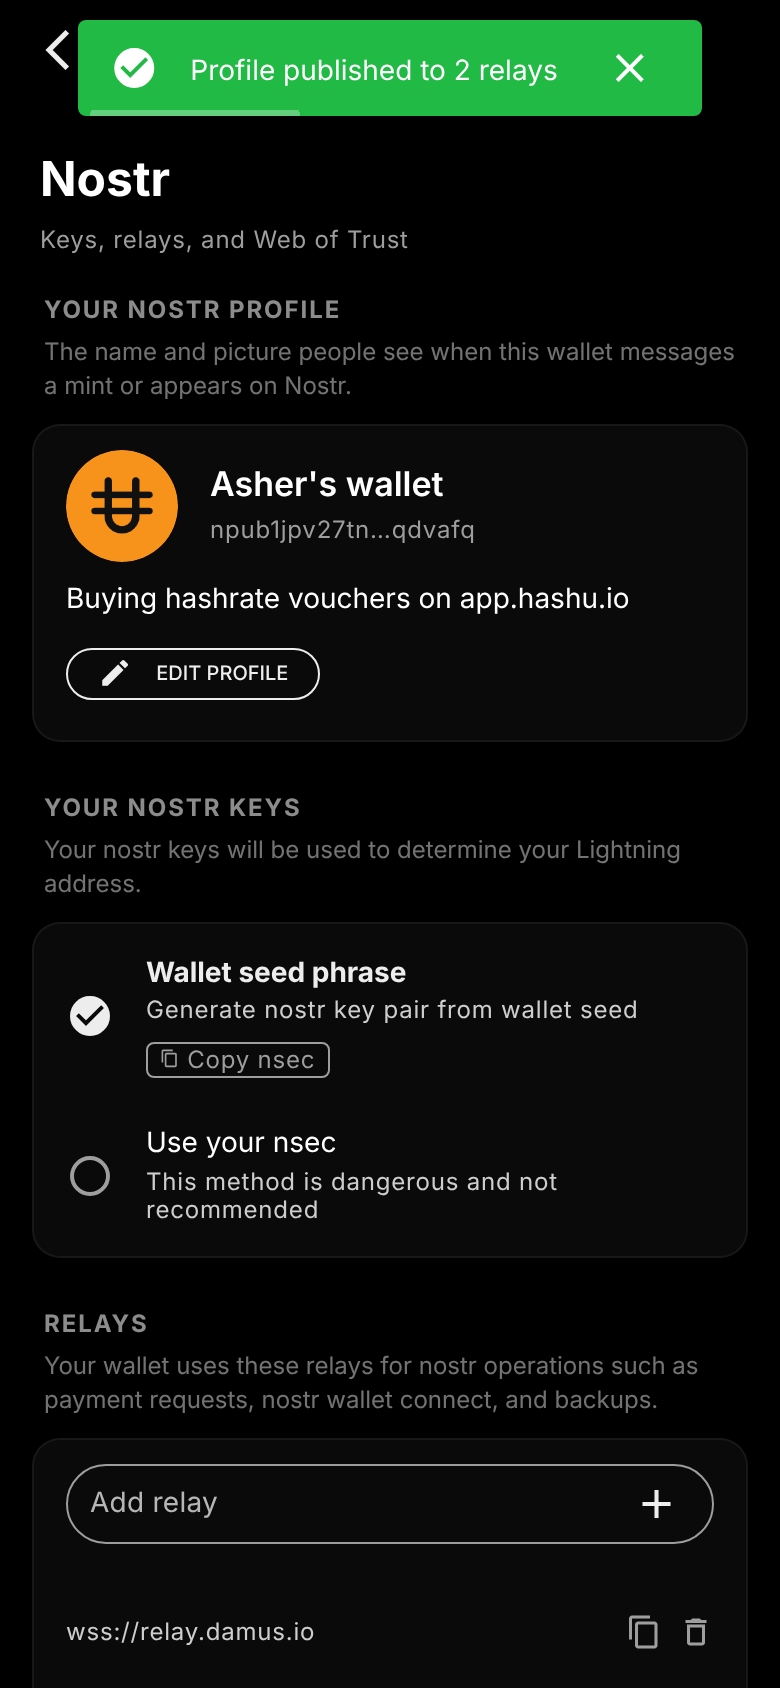 Profile published to 2 relays
Nostr
Keys, relays, and Web of Trust
YOUR NOSTR PROFILE
The name and picture people see when this wallet messages
a mint or appears on Nostr.
Asher's wallet
npub1jpv27tn...qdvafq
Buying hashrate vouchers on app.hashu.io
EDIT PROFILE
YOUR NOSTR KEYS
Your nostr keys will be used to determine your Lightning
address.
Wallet seed phrase
Generate nostr key pair from wallet seed
Copy nsec
Use your nsec
This method is dangerous and not
recommended
RELAYS
Your wallet uses these relays for nostr operations such as
payment requests, nostr wallet connect, and backups.
Add relay
wss://relay.damus.io